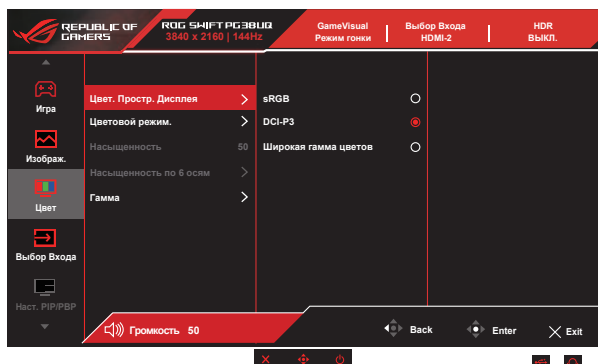 REPUBLIC OF
GAMERS
ROG SWIFT PG38UQ
3840 x 2160 | 144Hz
GameVisual
Режим гонки
Выбор Входа
HDMI-2
HDR
ВЫКЛ.
Игра
Изображ.
Цвет
Выбор Входа
Наст. PIP/PBP
Цвет. Простр. Дисплея
Цветовой режим.
Насыщенность 50
Насыщенность по 6 осям
Гамма
sRGB
DCI-P3
Широкая гамма цветов
Громкость 50
Back
Enter
Exit